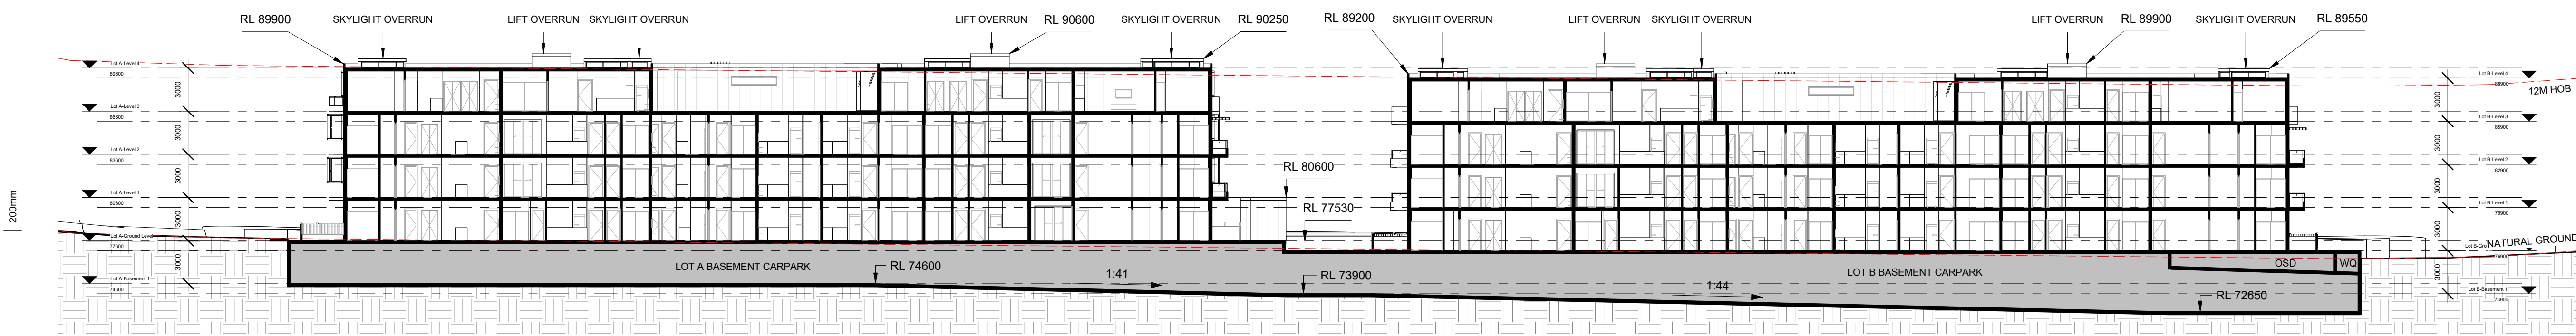 RL 89900
SKYLIGHT OVERRUN
LIFT OVERRUN
SKYLIGHT OVERRUN
LIFT OVERRUN
RL 90600
SKYLIGHT OVERRUN
RL 90250
RL 89200
SKYLIGHT OVERRUN
LIFT OVERRUN
SKYLIGHT OVERRUN
LIFT OVERRUN
RL 89900
SKYLIGHT OVERRUN
RL 89550
Lot A-Level 4
89600
3000
Lot A-Level 3
86600
3000
Lot A-Level 2
83600
3000
Lot A-Level 1
80600
3000
Lot A-Ground Level
77600
3000
Lot A-Basement 1
74600
200mm
RL 80600
RL 77530
LOT A BASEMENT CARPARK
RL 74600
1:41
RL 73900
1:44
LOT B BASEMENT CARPARK
RL 72650
OSD
WQ
Lot B-Level 4
88900
12M HOB
3000
Lot B-Level 3
85900
3000
Lot B-Level 2
82900
3000
Lot B-Level 1
79900
3000
NATURAL GROUND
76900
3000
Lot B-Basement 1
73900